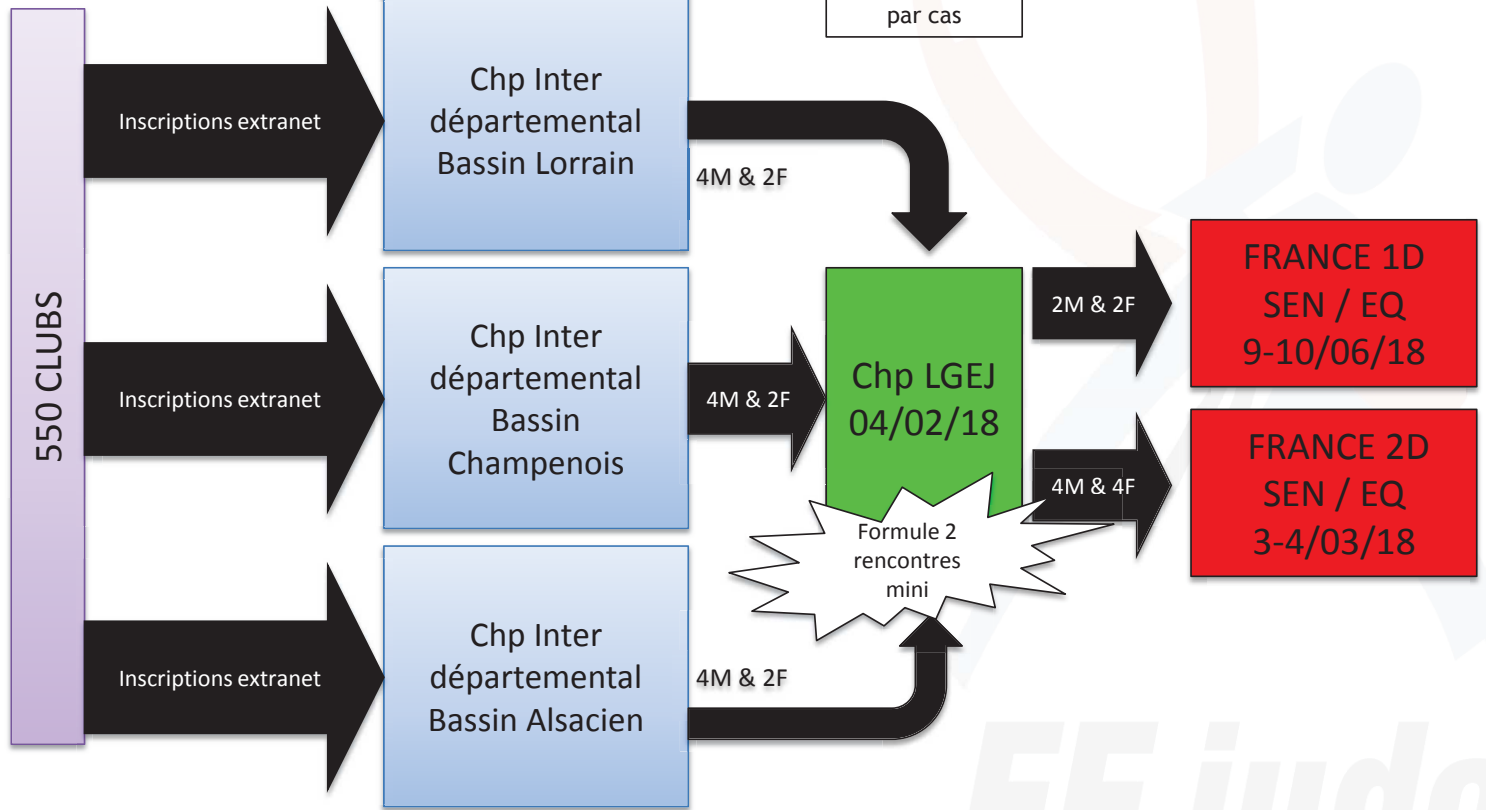 par cas
550 CLUBS
Inscriptions extranet
Chp Inter
départemental
Bassin Lorrain
4M & 2F
Inscriptions extranet
Chp Inter
départemental
Bassin
Champenois
4M & 2F
Inscriptions extranet
Chp Inter
départemental
Bassin Alsacien
4M & 2F
Chp LGEJ
04/02/18
Formule 2
rencontres
mini
2M & 2F
FRANCE 1D
SEN / EQ
9-10/06/18
4M & 4F
FRANCE 2D
SEN / EQ
3-4/03/18